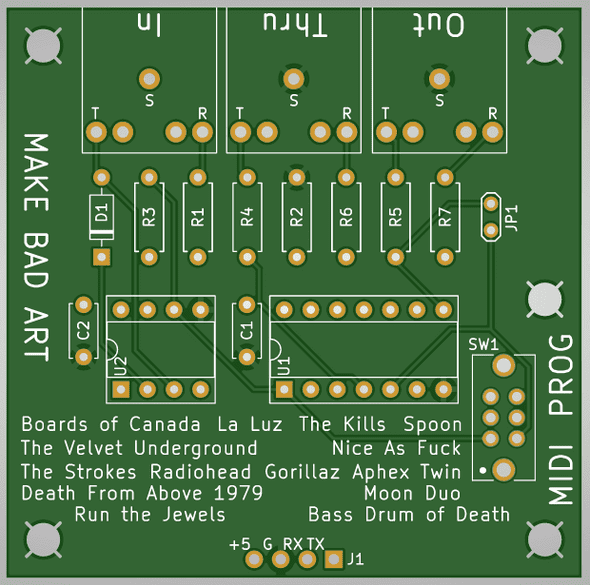 In Thru Out
S S S
T R T R T R
MAKE BAD ART
D1 R3 R1 R4 R2 R6 R5 R7 JP1
C2 U2 C1 U1 SW1
MIDI PROG
Boards of Canada La Luz The Kills Spoon
The Velvet Underground Nice As Fuck
The Strokes Radiohead Gorillaz Aphex Twin
Death From Above 1979 Moon Duo
Run the Jewels Bass Drum of Death
+5 G RX TX J1